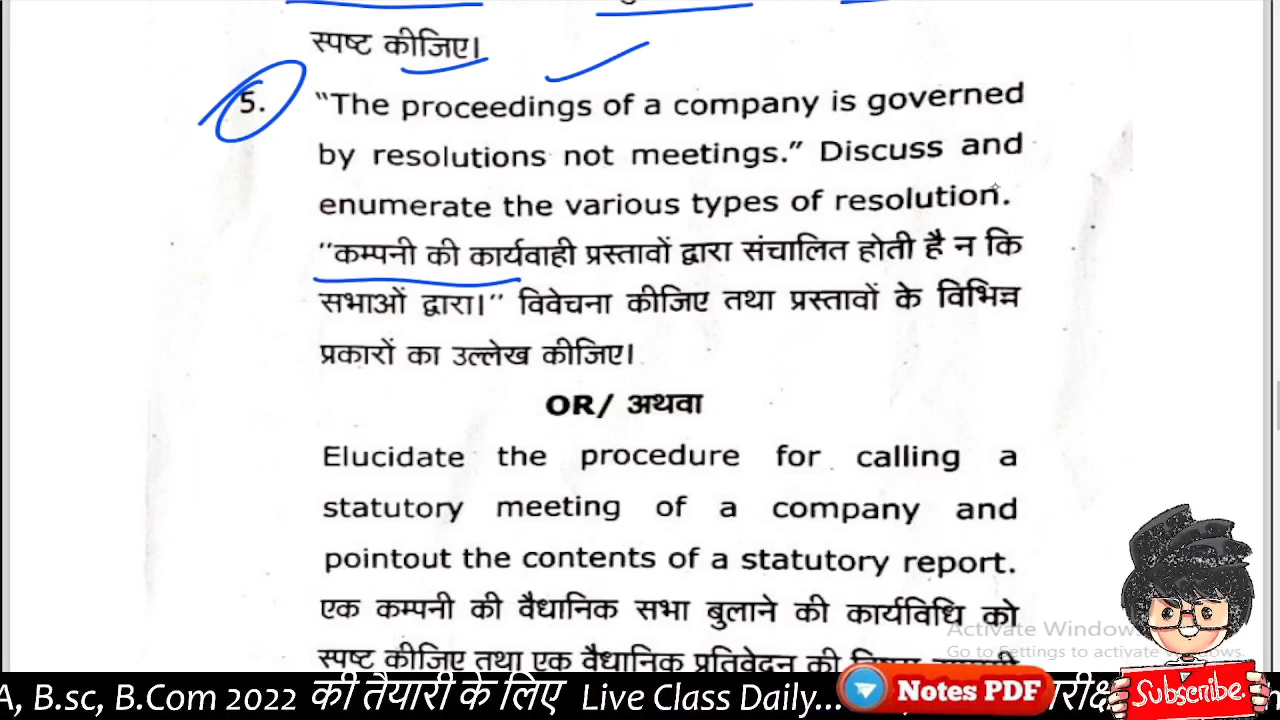 स्पष्ट कीजिए।
5. "The proceedings of a company is governed
by resolutions not meetings." Discuss and
enumerate the various types of resolution.
"कम्पनी की कार्यवाही प्रस्तावों द्वारा संचालित होती है न कि
सभाओं द्वारा।" विवेचना कीजिए तथा प्रस्तावों के विभिन्न
प्रकारों का उल्लेख कीजिए।
OR/ अथवा
Elucidate the procedure for calling a
statutory meeting of a company and
pointout the contents of a statutory report.
एक कम्पनी की वैधानिक सभा बुलाने की कार्यविधि को
स्पष्ट कीजिए तथा एक वैधानिक प्रतिवेदन की
Activate Windows
Go to Settings to activate Windows.
A, B.sc, B.Com 2022 की तैयारी के लिए Live Class Daily... Notes PDF
Subscribe